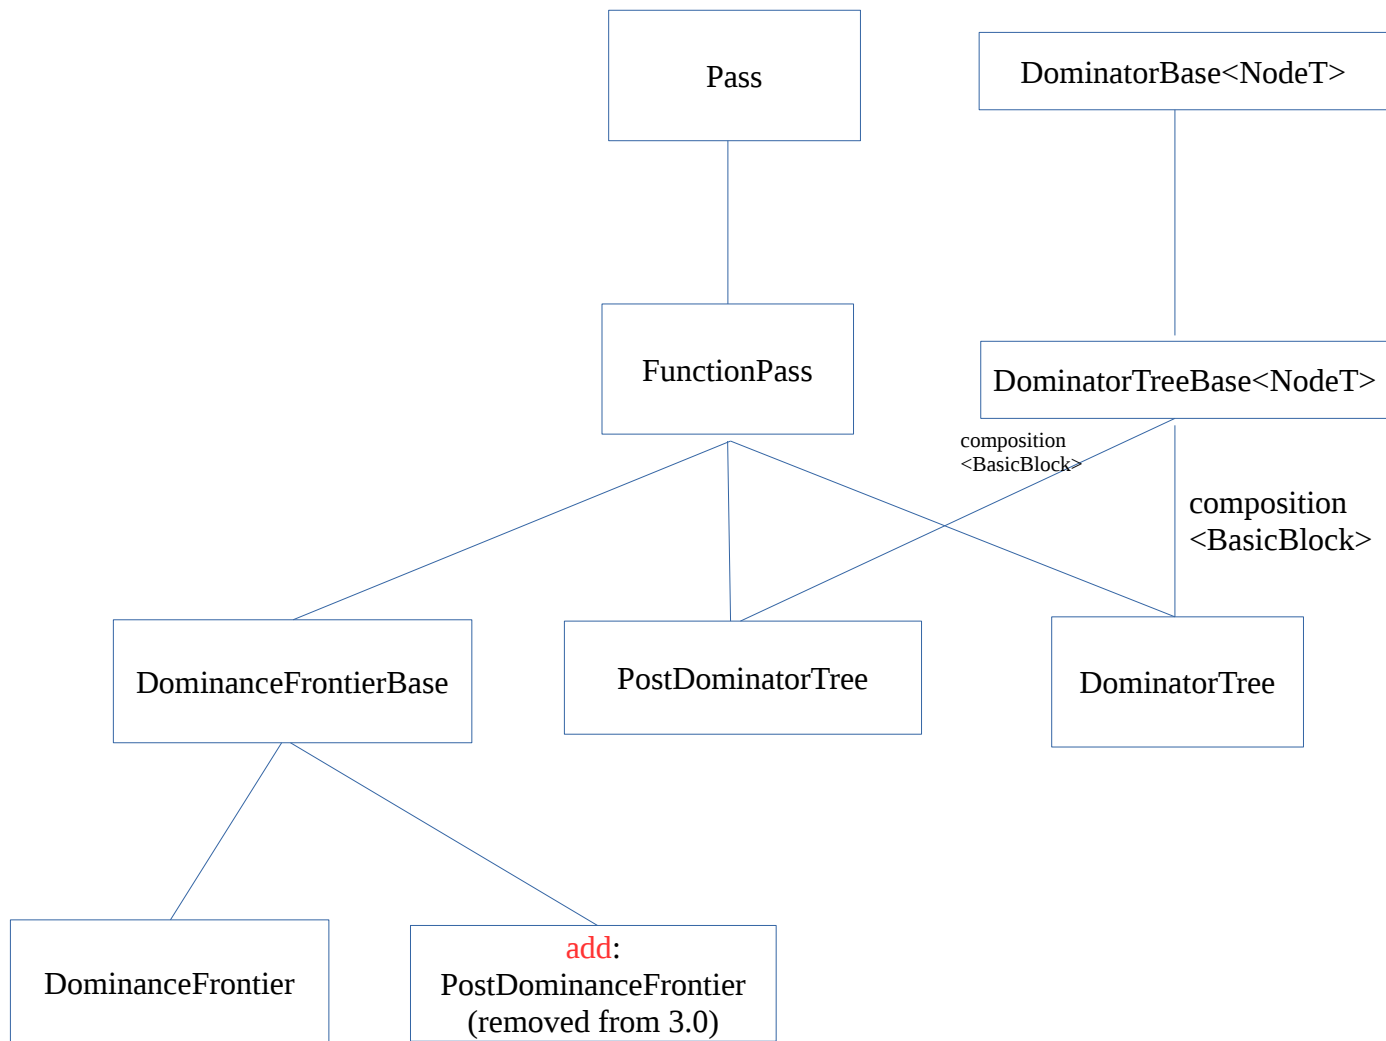 Pass
DominatorBase<NodeT>
FunctionPass
DominatorTreeBase<NodeT>
composition
<BasicBlock>
composition
<BasicBlock>
DominanceFrontierBase
PostDominatorTree
DominatorTree
DominanceFrontier
add:
PostDominanceFrontier
(removed from 3.0)